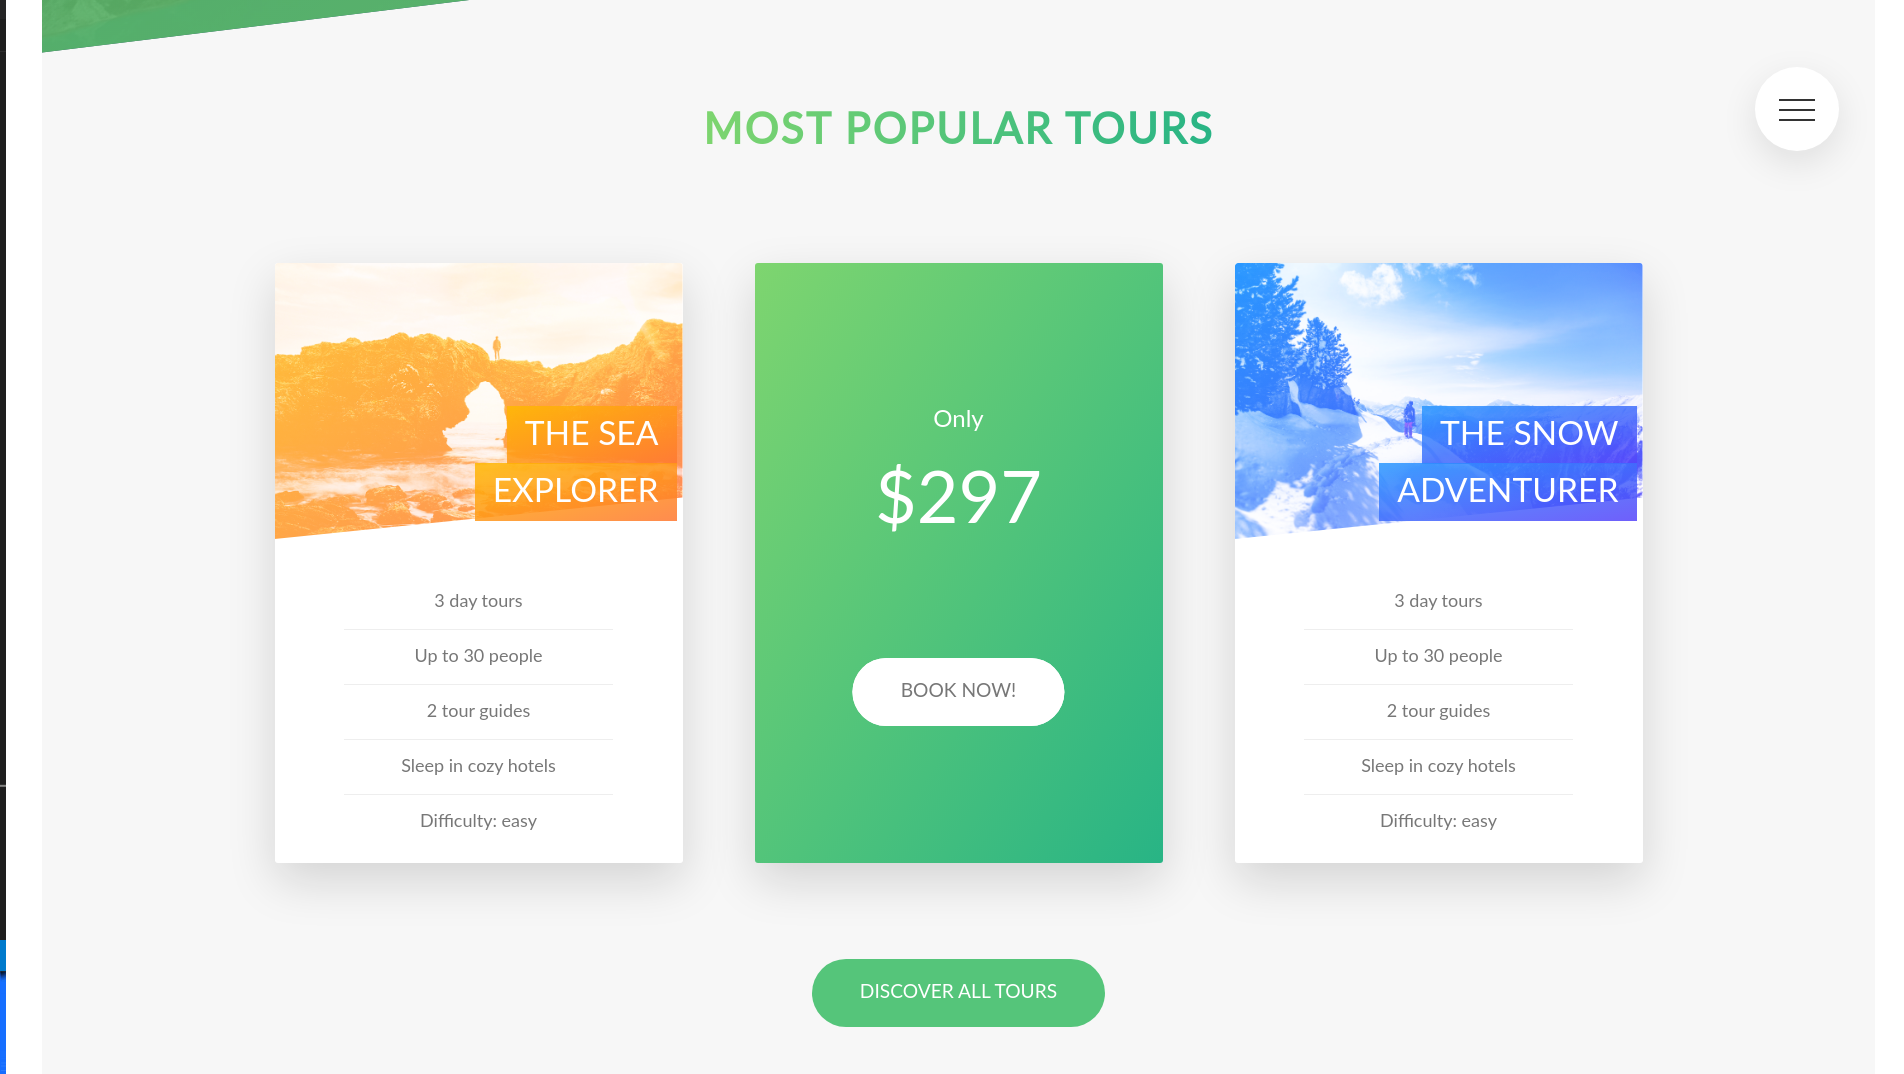 MOST POPULAR TOURS
THE SEA
EXPLORER
3 day tours
Up to 30 people
2 tour guides
Sleep in cozy hotels
Difficulty: easy
Only
$297
BOOK NOW!
THE SNOW
ADVENTURER
3 day tours
Up to 30 people
2 tour guides
Sleep in cozy hotels
Difficulty: easy
DISCOVER ALL TOURS